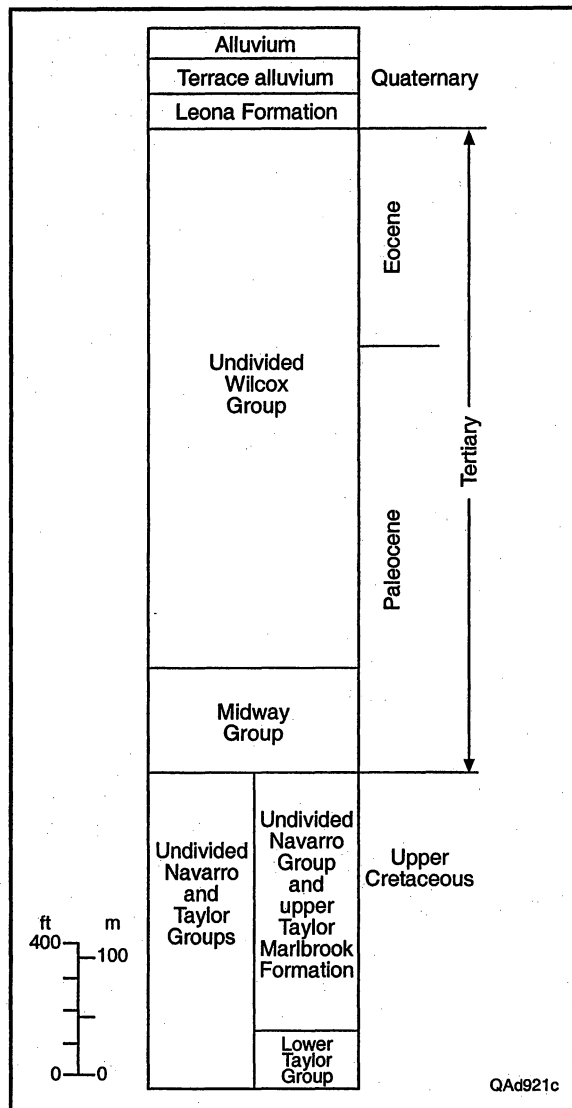 Alluvium
Terrace alluvium
Leona Formation
Quaternary
Undivided
Wilcox
Group
Eocene
Paleocene
Tertiary
Midway
Group
Undivided
Navarro
and
Taylor
Groups
Undivided
Navarro
Group
and
upper
Taylor
Marlbrook
Formation
Lower
Taylor
Group
Upper
Cretaceous
ft m
400 100
0 0
QAd921c